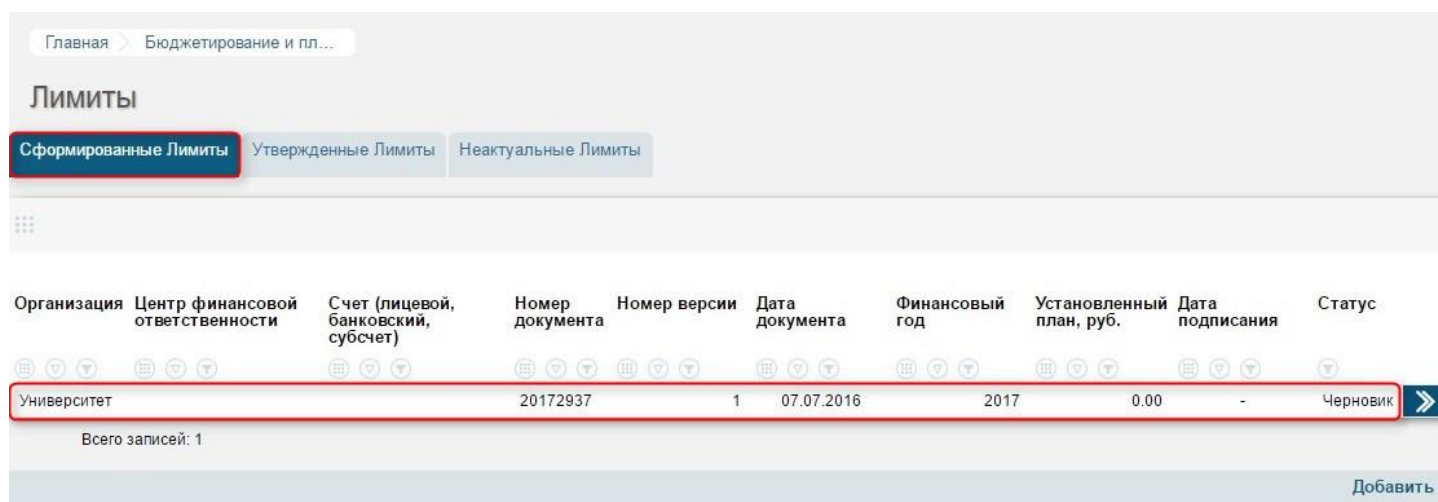 Главная Бюджетирование и пл...
Лимиты
Сформированные Лимиты Утвержденные Лимиты Неактуальные Лимиты
Организация Центр финансовой ответственности Счет (лицевой, банковский, субсчет) Номер документа Номер версии Дата документа Финансовый год Установленный план, руб. Дата подписания Статус
Университет 20172937 1 07.07.2016 2017 0.00 - Черновик
Всего записей: 1
Добавить